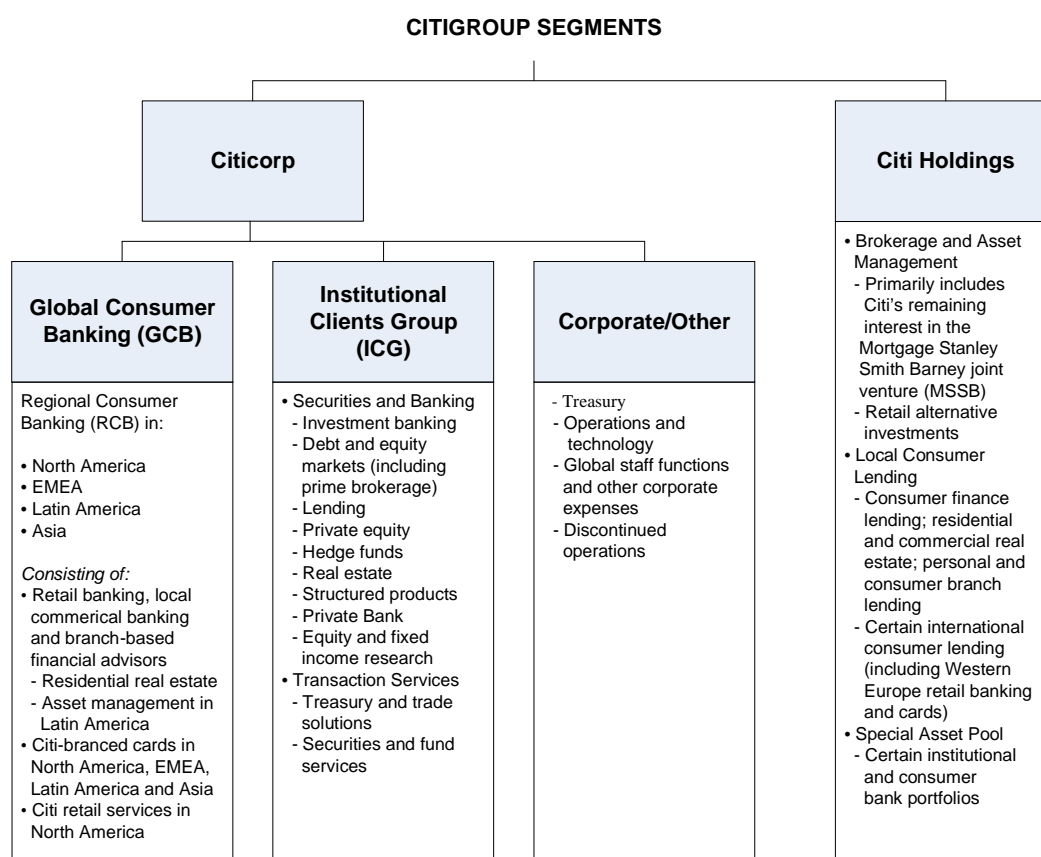 CITIGROUP SEGMENTS
Citicorp
Citi Holdings
Global Consumer
Banking (GCB)
Regional Consumer
Banking (RCB) in:
• North America
• EMEA
• Latin America
• Asia
Consisting of:
• Retail banking, local
commerical banking
and branch-based
financial advisors
- Residential real estate
- Asset management in
Latin America
• Citi-branced cards in
North America, EMEA,
Latin America and Asia
• Citi retail services in
North America
Institutional
Clients Group
(ICG)
• Securities and Banking
- Investment banking
- Debt and equity
markets (including
prime brokerage)
- Lending
- Private equity
- Hedge funds
- Real estate
- Structured products
- Private Bank
- Equity and fixed
income research
• Transaction Services
- Treasury and trade
solutions
- Securities and fund
services
Corporate/Other
- Treasury
- Operations and
technology
- Global staff functions
and other corporate
expenses
- Discontinued
operations
• Brokerage and Asset
Management
- Primarily includes
Citi's remaining
interest in the
Mortgage Stanley
Smith Barney joint
venture (MSSB)
- Retail alternative
investments
• Local Consumer
Lending
- Consumer finance
lending; residential
and commercial real
estate; personal and
consumer branch
lending
- Certain international
consumer lending
(including Western
Europe retail banking
and cards)
• Special Asset Pool
- Certain institutional
and consumer
bank portfolios